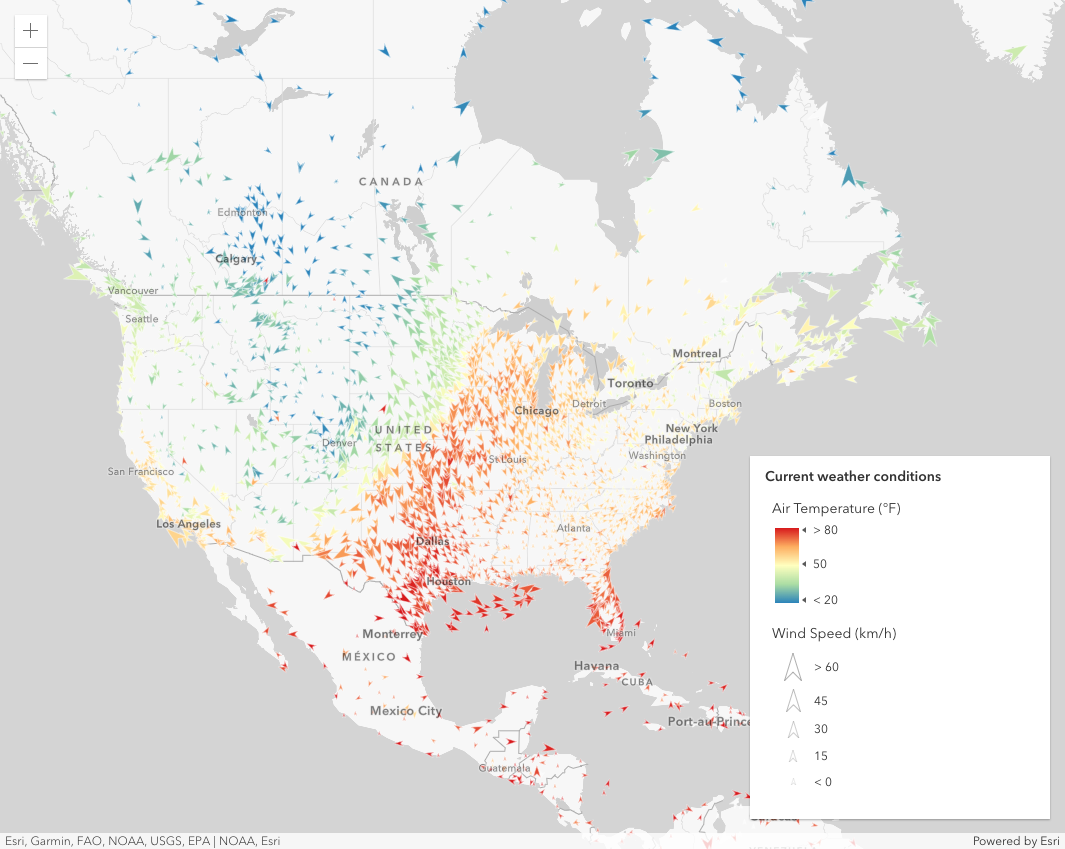 +
−
CANADA
Edmonton
Calgary
Vancouver
Seattle
Montreal
Toronto
Detroit
Chicago
Boston
New York
Philadelphia
Washington
UNITED
STATES
Denver
St Louis
San Francisco
Los Angeles
Atlanta
Dallas
Houston
Monterrey
MÉXICO
Miami
Havana
CUBA
Mexico City
Port-au-Prince
Guatemala
Current weather conditions
Air Temperature (°F)
> 80
50
< 20
Wind Speed (km/h)
> 60
45
30
15
< 0
Esri, Garmin, FAO, NOAA, USGS, EPA | NOAA, Esri
Powered by Esri